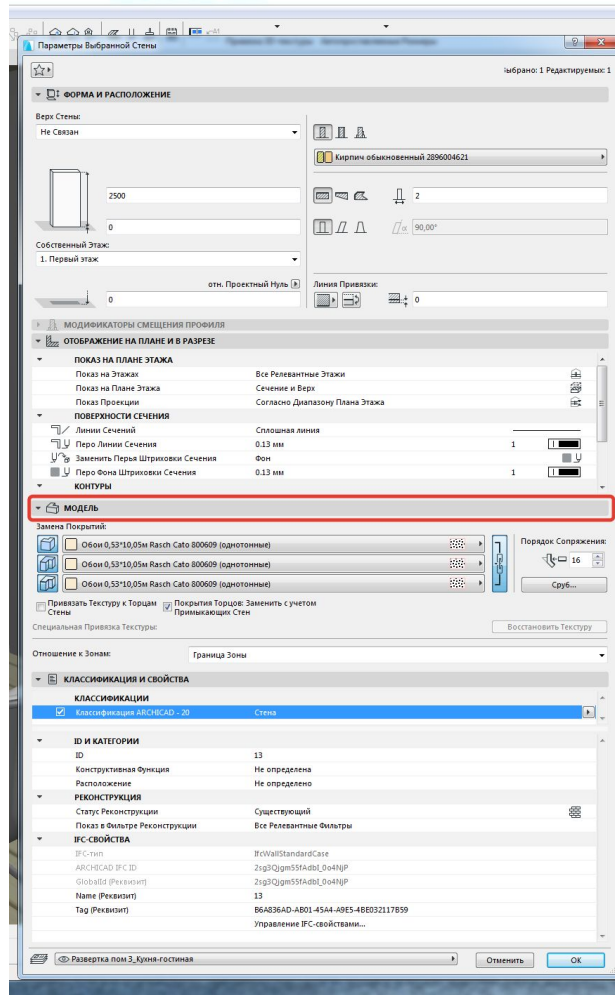 Параметры Выбранной Стены
ыбрано: 1 Редактируемых: 1
ФОРМА И РАСПОЛОЖЕНИЕ
Верх Стены:
Не Связан
Кирпич обыкновенный 2896004621
2500
2
0
α 90,00°
Собственный Этаж:
1. Первый этаж
отн. Проектный Нуль
Линия Привязки:
0
0
МОДИФИКАТОРЫ СМЕЩЕНИЯ ПРОФИЛЯ
ОТОБРАЖЕНИЕ НА ПЛАНЕ И В РАЗРЕЗЕ
ПОКАЗ НА ПЛАНЕ ЭТАЖА
Показ на Этажах Все Релевантные Этажи
Показ на Плане Этажа Сечение и Верх
Показ Проекции Согласно Диапазону Плана Этажа
ПОВЕРХНОСТИ СЕЧЕНИЯ
Линии Сечений Сплошная линия
Перо Линии Сечения 0.13 мм 1
Заменить Перья Штриховки Сечения Фон
Перо Фона Штриховки Сечения 0.13 мм 1
КОНТУРЫ
МОДЕЛЬ
Замена Покрытий:
Обои 0,53*10,05м Rasch Cato 800609 (однотонные)
Порядок Сопряжения:
Обои 0,53*10,05м Rasch Cato 800609 (однотонные)
16
Обои 0,53*10,05м Rasch Cato 800609 (однотонные)
Сруб...
Привязать Текстуру к Торцам Стены
Покрытия Торцов: Заменить с учетом Примыкающих Стен
Специальная Привязка Текстуры:
Восстановить Текстуру
Отношение к Зонам: Граница Зоны
КЛАССИФИКАЦИЯ И СВОЙСТВА
КЛАССИФИКАЦИИ
Классификация ARCHICAD - 20 Стена
ID И КАТЕГОРИИ
ID 13
Конструктивная Функция Не определена
Расположение Не определено
РЕКОНСТРУКЦИЯ
Статус Реконструкции Существующий
Показ в Фильтре Реконструкции Все Релевантные Фильтры
IFC-СВОЙСТВА
IFC-тип IfcWallStandardCase
ARCHICAD IFC ID 2sg3Qjgm5SfAdbI_0o4NjP
GlobalId (Реквизит) 2sg3Qjgm5SfAdbI_0o4NjP
Name (Реквизит) 13
Tag (Реквизит) B6A836AD-AB01-45A4-A9E5-4BE032117B59
Управление IFC-свойствами...
Развертка пом 3_Кухня-гостиная
Отменить
OK